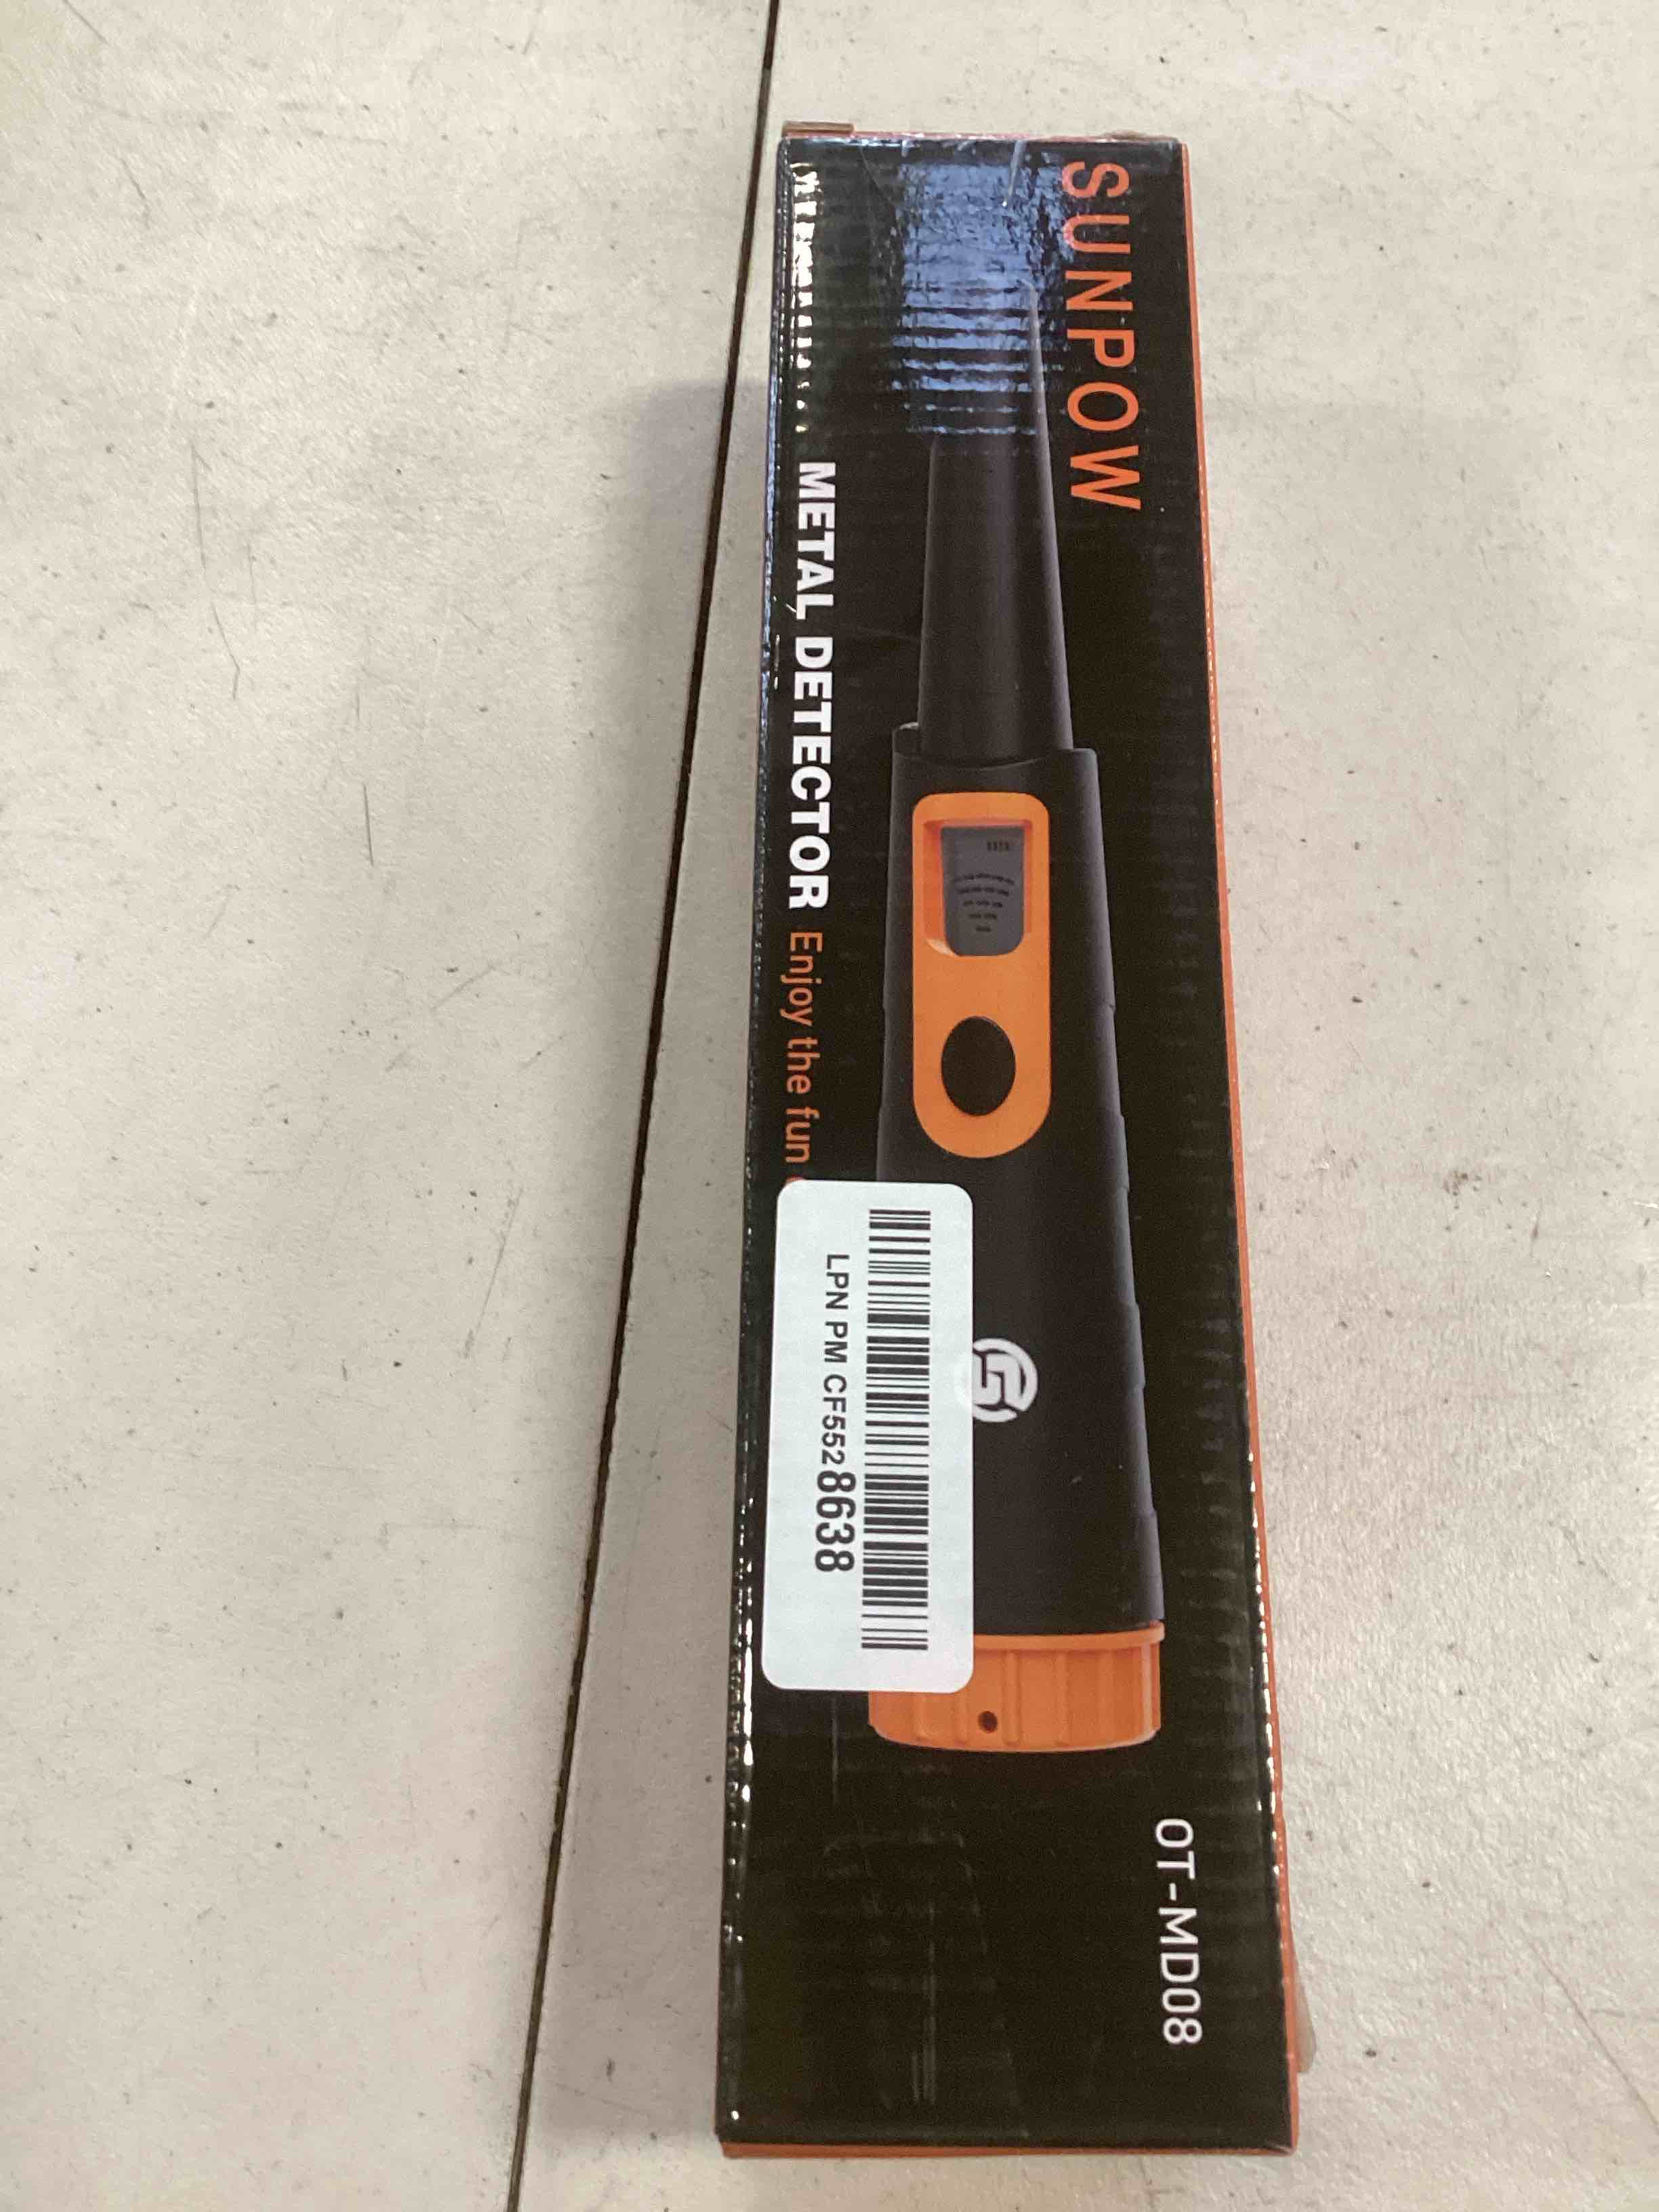 SUNPOW
METAL DETECTOR Enjoy the fun
LPN PM CF5528638
OT-MD08